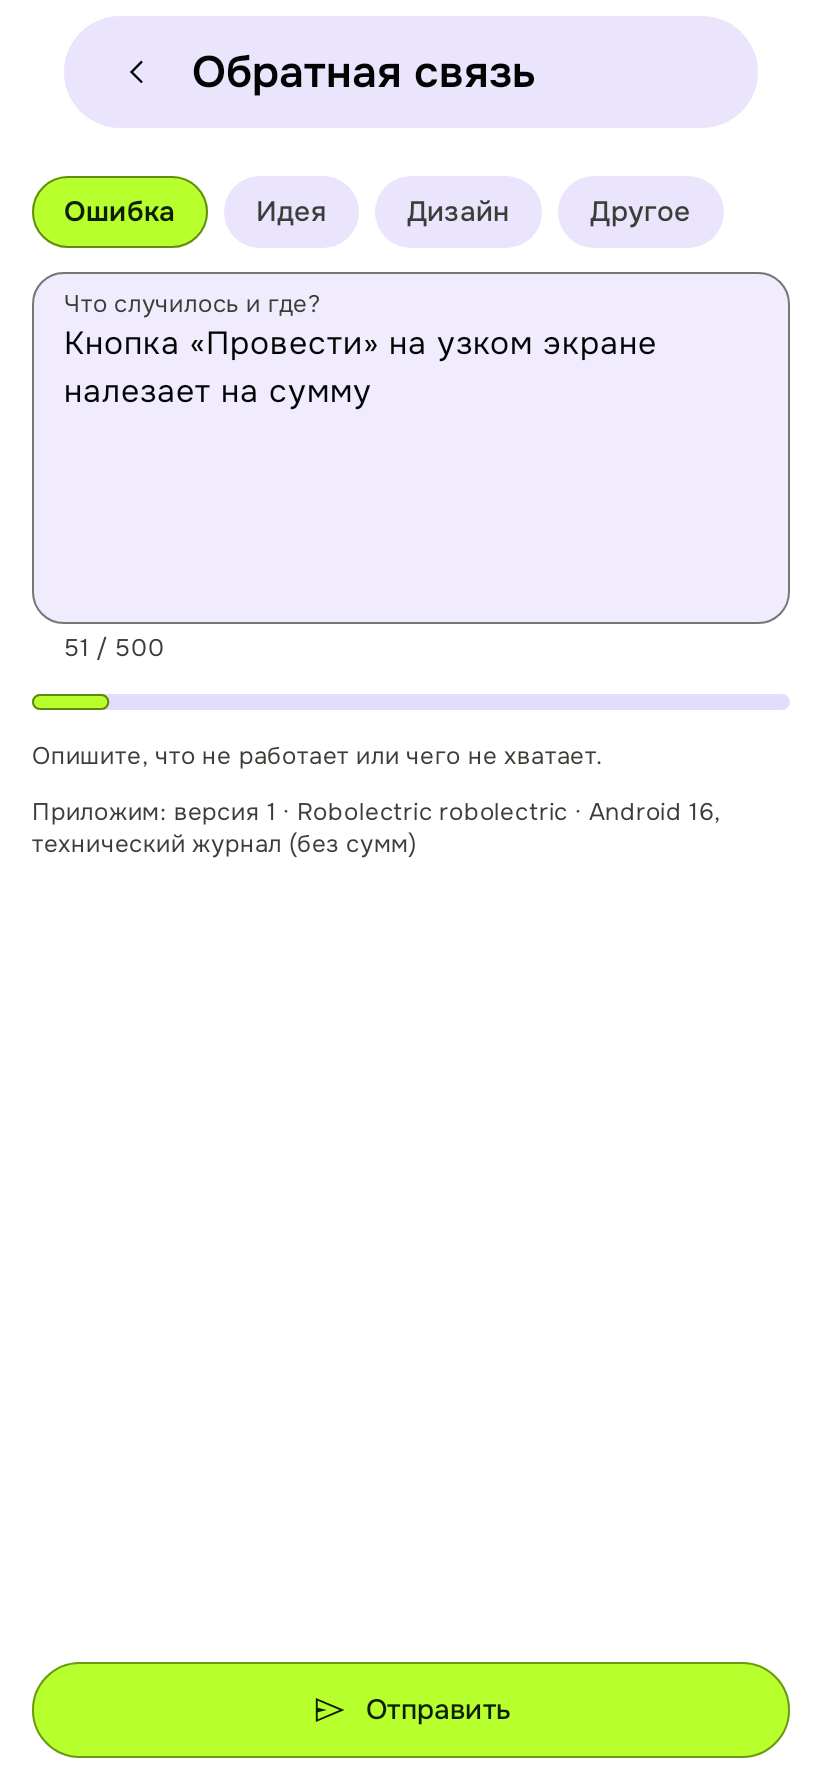 Обратная связь
Ошибка
Идея
Дизайн
Другое
Что случилось и где?
Кнопка «Провести» на узком экране
налезает на сумму
51 / 500
Опишите, что не работает или чего не хватает.
Приложим: версия 1 · Robolectric robolectric · Android 16,
технический журнал (без сумм)
Отправить